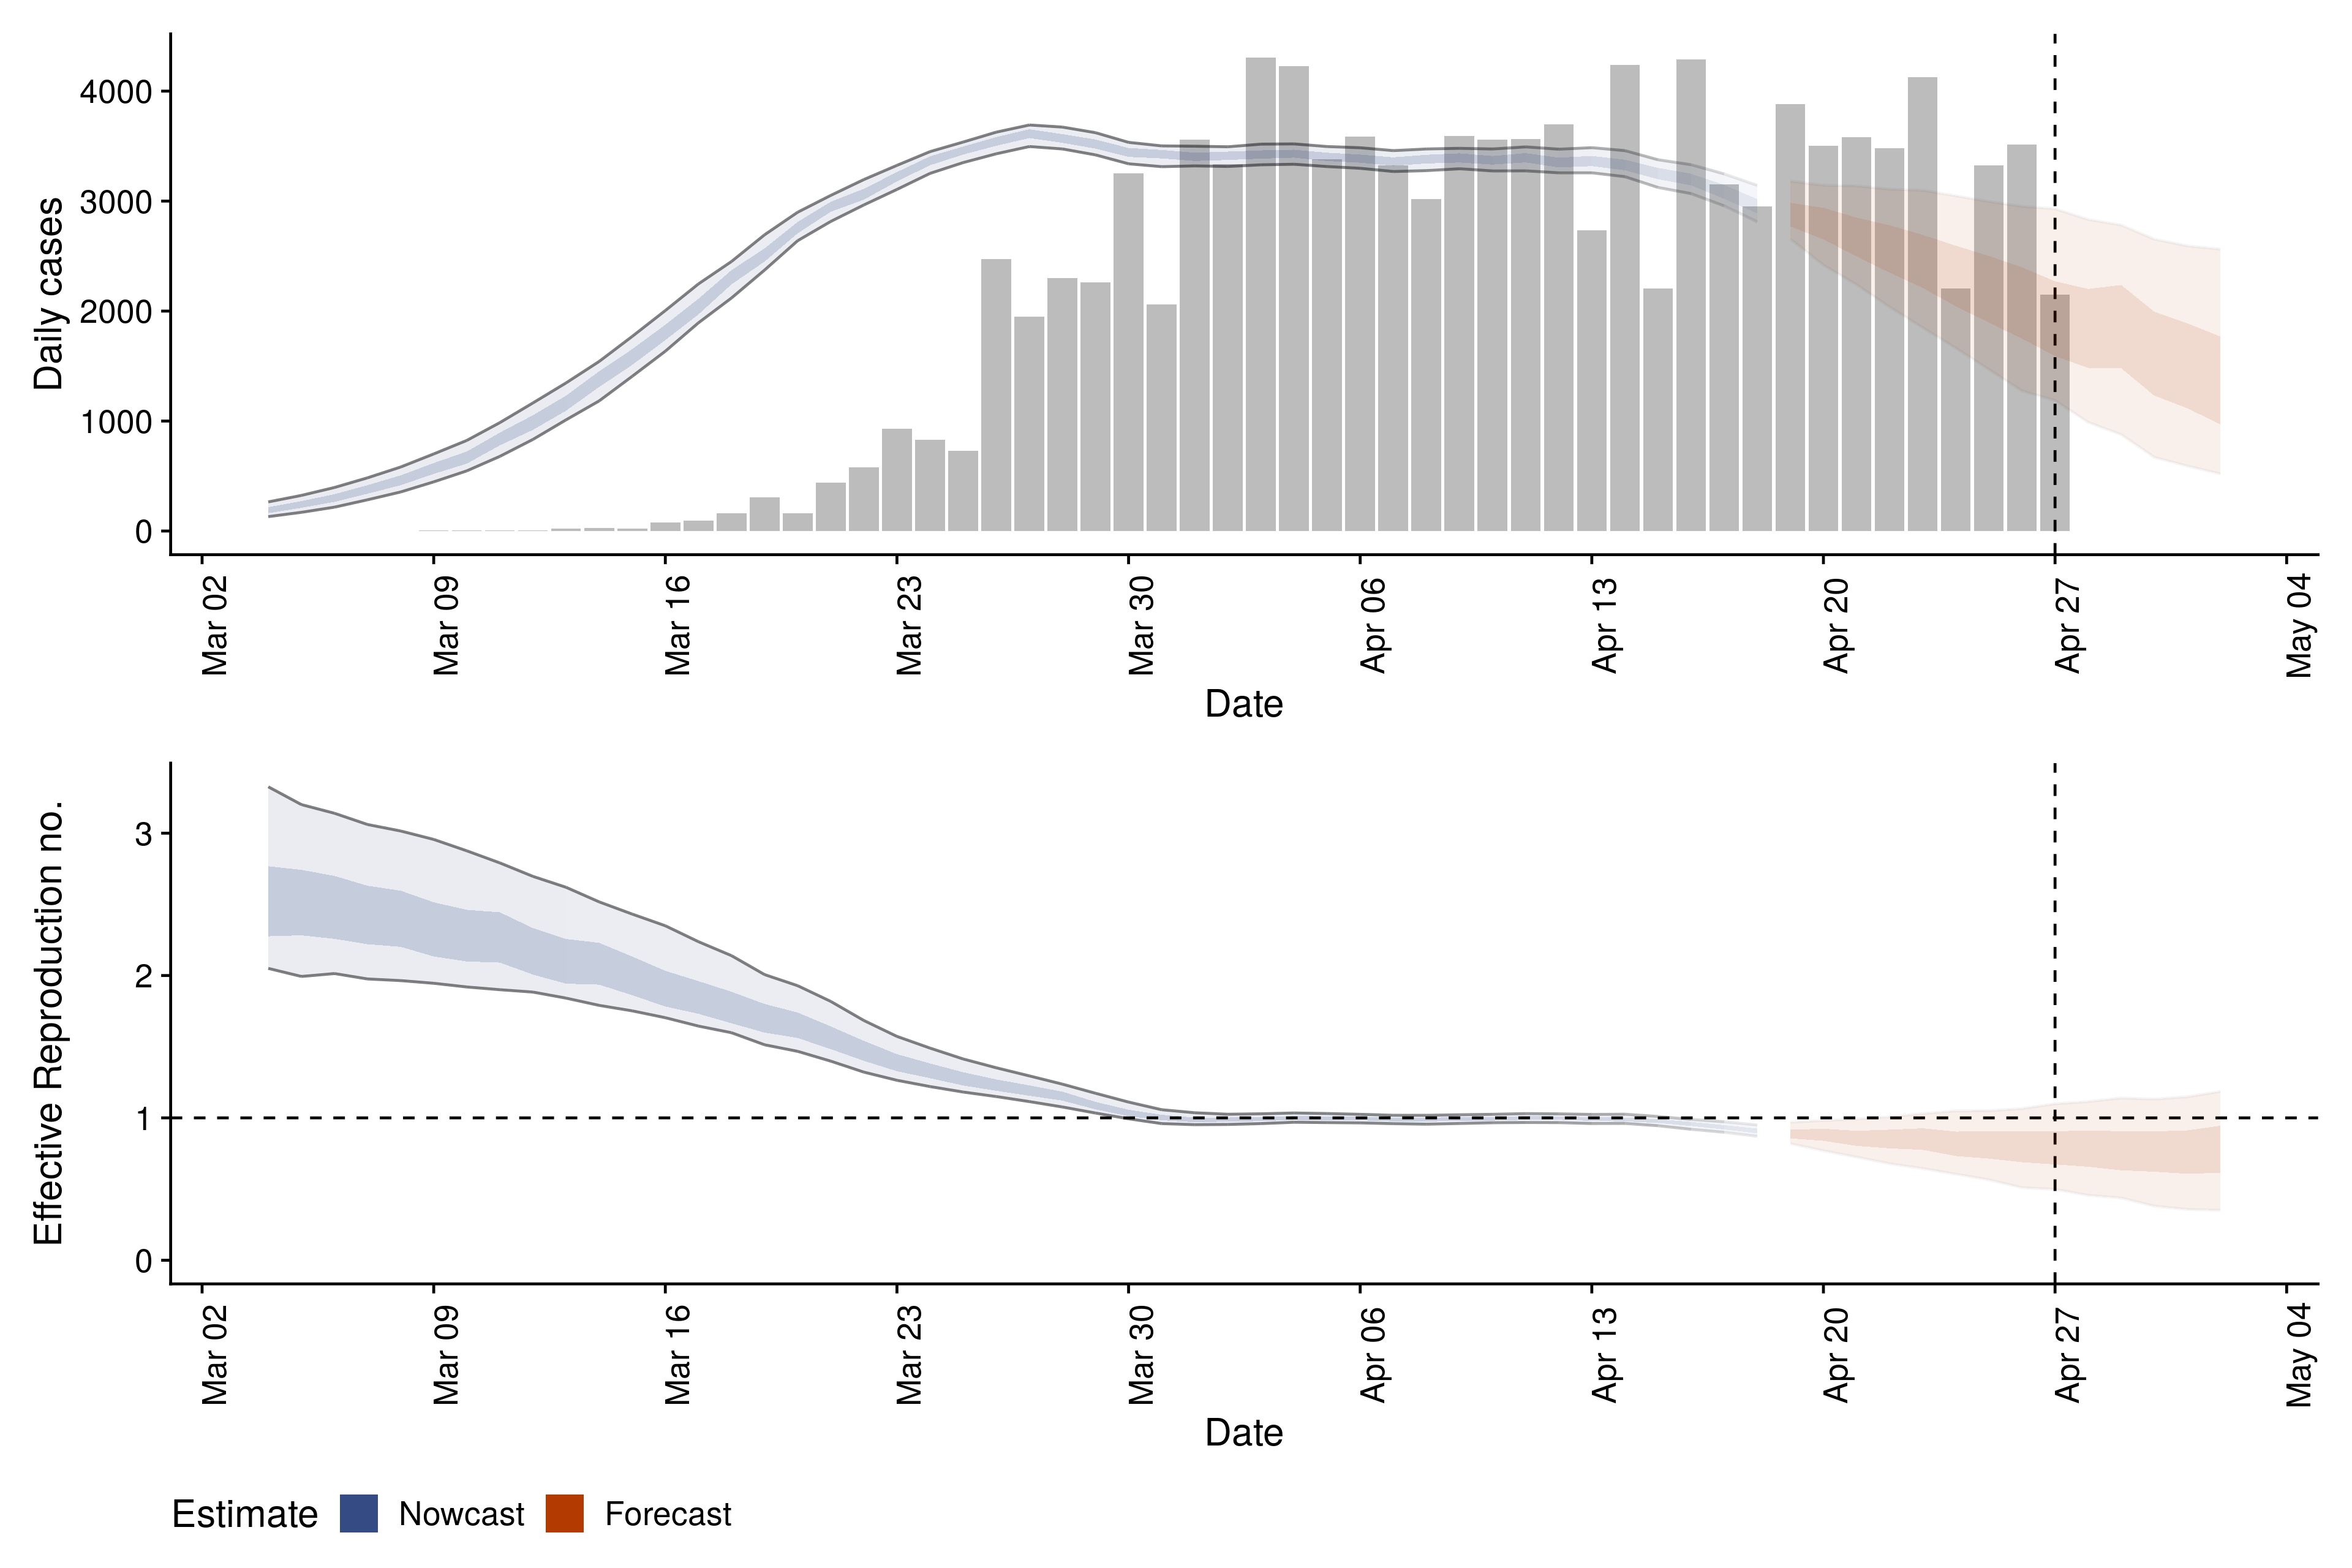 Daily cases
4000
3000
2000
1000
0
Mar 02
Mar 09
Mar 16
Mar 23
Mar 30
Apr 06
Apr 13
Apr 20
Apr 27
May 04
Date
Effective Reproduction no.
3
2
1
0
Mar 02
Mar 09
Mar 16
Mar 23
Mar 30
Apr 06
Apr 13
Apr 20
Apr 27
May 04
Date
Estimate Nowcast Forecast